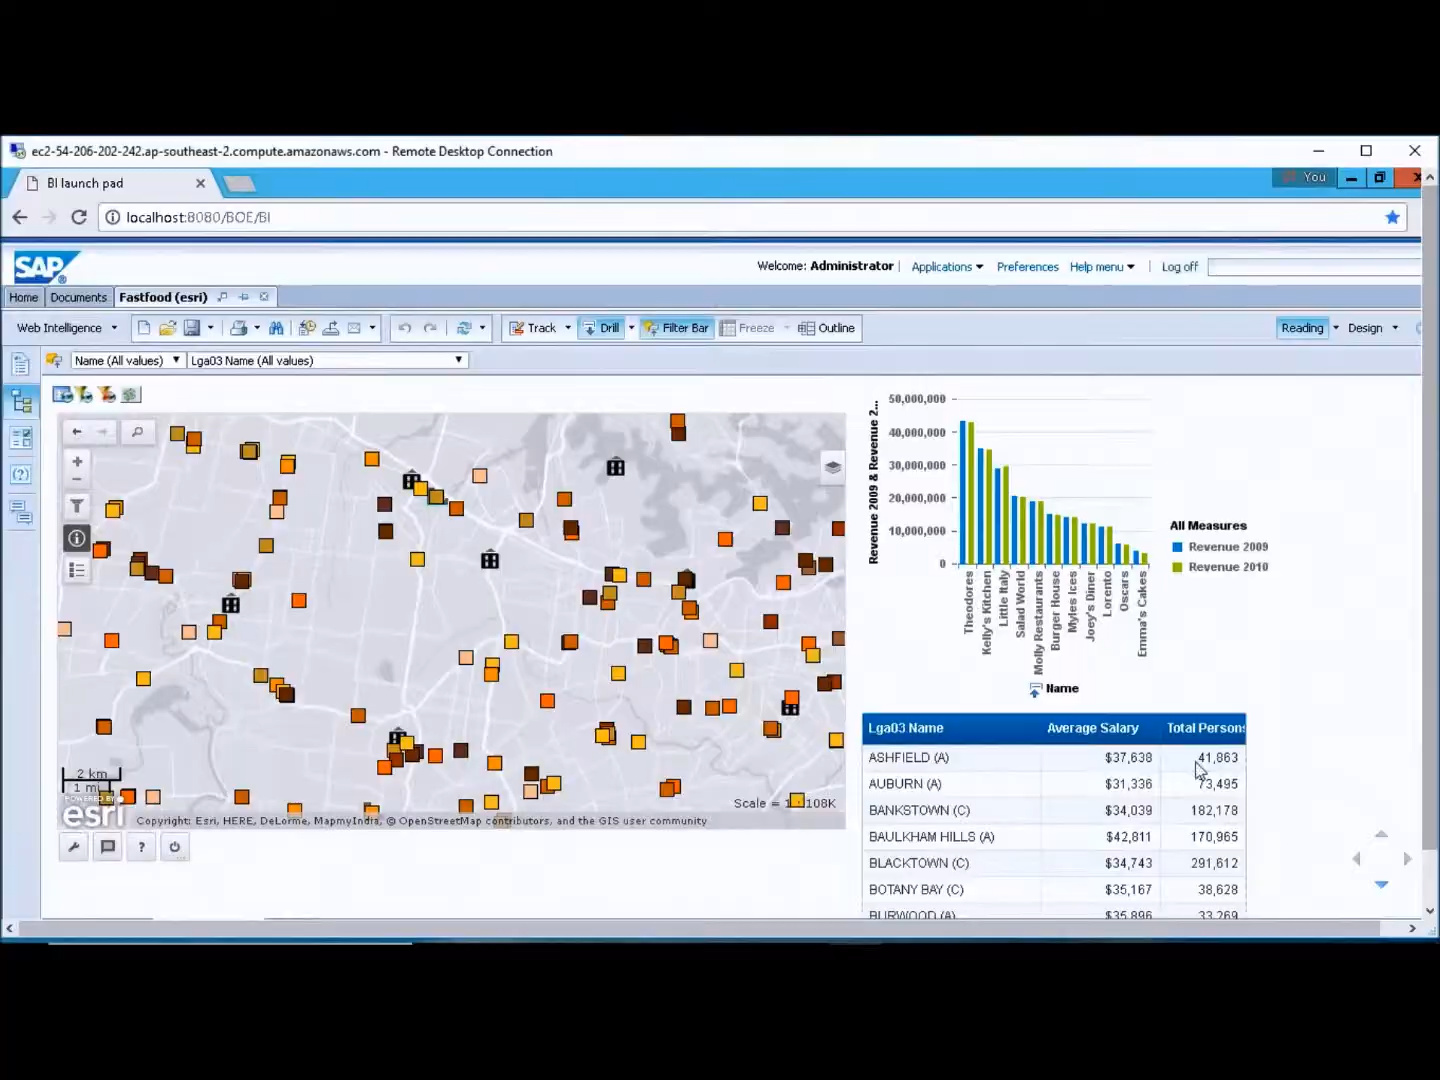 ec2-54-206-202-242.ap-southeast-2.compute.amazonaws.com - Remote Desktop Connection
BI launch pad
You
localhost:8080/BOE/BI
SAP
Welcome: Administrator | Applications Preferences Help menu | Log off
Home Documents Fastfood (esri)
Web Intelligence Track Drill Filter Bar Freeze Outline Reading Design
Name (All values) Lga03 Name (All values)
Revenue 2009 & Revenue 2...
50,000,000
40,000,000
30,000,000
20,000,000
10,000,000
0
Theodores
Kelly's Kitchen
Little Italy
Salad World
Molly Restaurants
Burger House
Myles Ices
Joey's Diner
Lorento
Oscars
Emma's Cakes
Name
All Measures
Revenue 2009
Revenue 2010
2 km
1 mi
POWERED BY
esri
Copyright: Esri, HERE, DeLorme, MapmyIndia, © OpenStreetMap contributors, and the GIS user community
Lga03 Name Average Salary Total Persons
ASHFIELD (A) $37,638 41,863
AUBURN (A) $31,336 73,495
BANKSTOWN (C) $34,039 182,178
BAULKHAM HILLS (A) $42,811 170,965
BLACKTOWN (C) $34,743 291,612
BOTANY BAY (C) $35,167 38,628
BURWOOD (A) $35,896 33,269